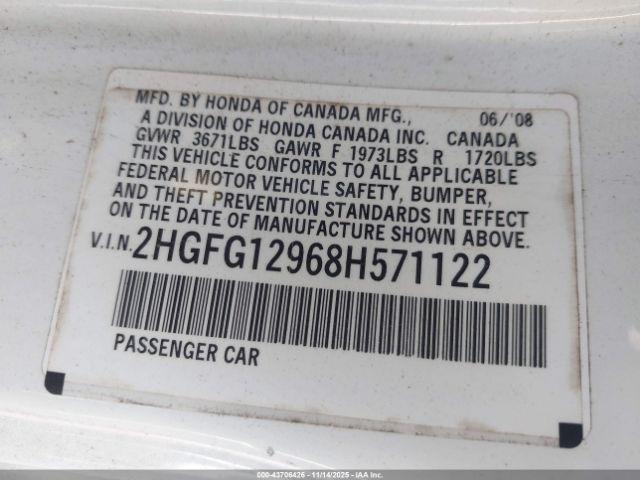 MFD. BY HONDA OF CANADA MFG., 06/'08
A DIVISION OF HONDA CANADA INC. CANADA
GVWR 3671LBS GAWR F 1973LBS R 1720LBS
THIS VEHICLE CONFORMS TO ALL APPLICABLE
FEDERAL MOTOR VEHICLE SAFETY, BUMPER,
AND THEFT PREVENTION STANDARDS IN EFFECT
ON THE DATE OF MANUFACTURE SHOWN ABOVE.
V.I.N. 2HGFG12968H571122
PASSENGER CAR
000-43706426 - 11/14/2025 - IAAI.COM